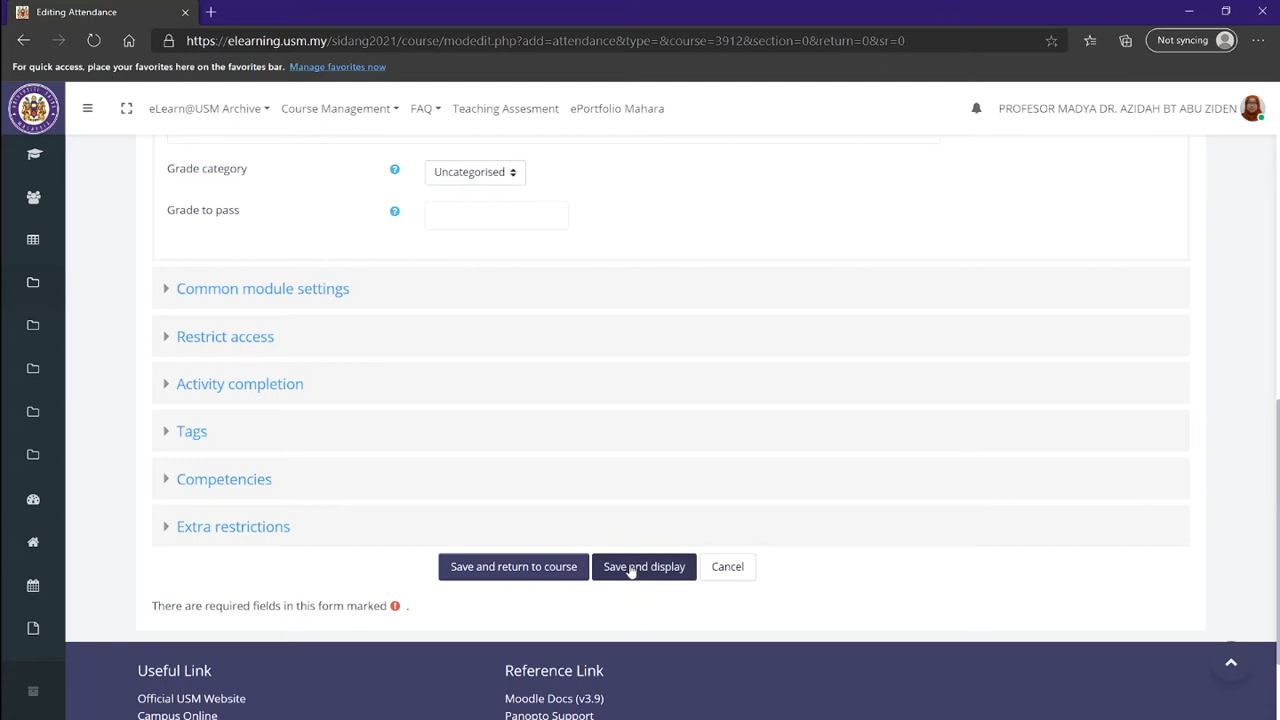 Editing Attendance
https://elearning.usm.my/sidang2021/course/modedit.php?add=attendance&type=&course=3912&section=0&return=0&sr=0
Not syncing
For quick access, place your favorites here on the favorites bar. Manage favorites now
eLearn@USM Archive Course Management FAQ Teaching Assesment ePortfolio Mahara PROFESOR MADYA DR. AZIDAH BT ABU ZIDEN
Grade category ? Uncategorised
Grade to pass ?
Common module settings
Restrict access
Activity completion
Tags
Competencies
Extra restrictions
Save and return to course Save and display Cancel
There are required fields in this form marked ! .
Useful Link Reference Link
Official USM Website Moodle Docs (v3.9)
Campus Online Panopto Support